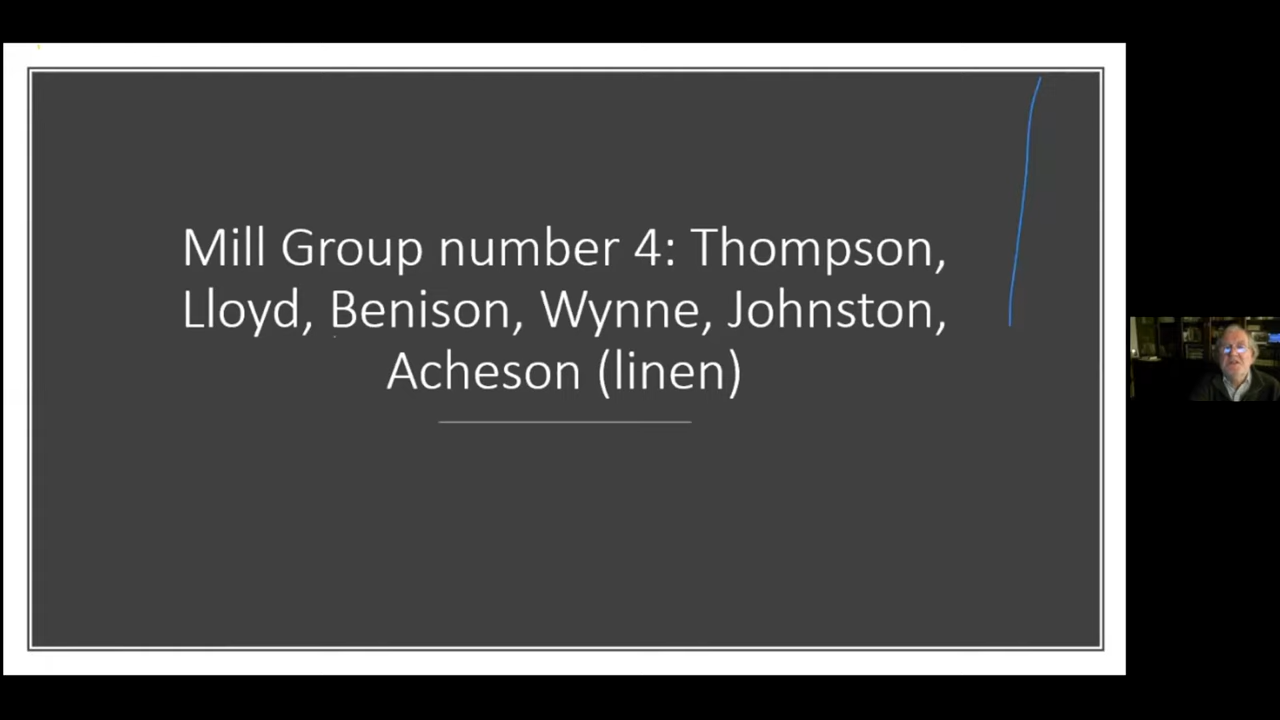 Mill Group number 4: Thompson,
Lloyd, Benison, Wynne, Johnston,
Acheson (linen)